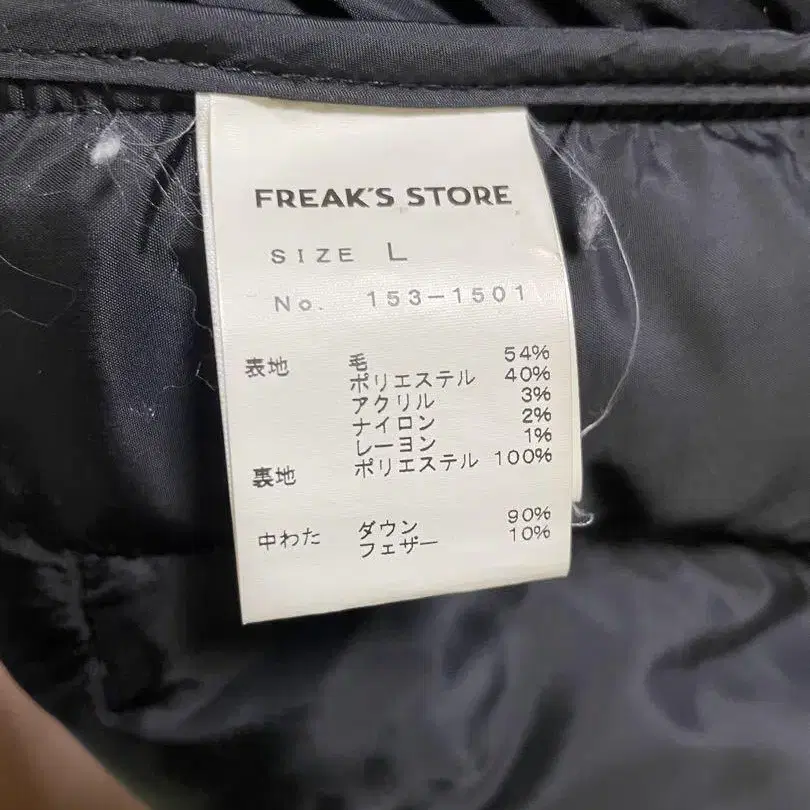 FREAK'S STORE
SIZE L
No. 153-1501
表地 毛 54%
ポリエステル 40%
アクリル 3%
ナイロン 2%
レーヨン 1%
裏地 ポリエステル 100%
中わた ダウン 90%
フェザー 10%